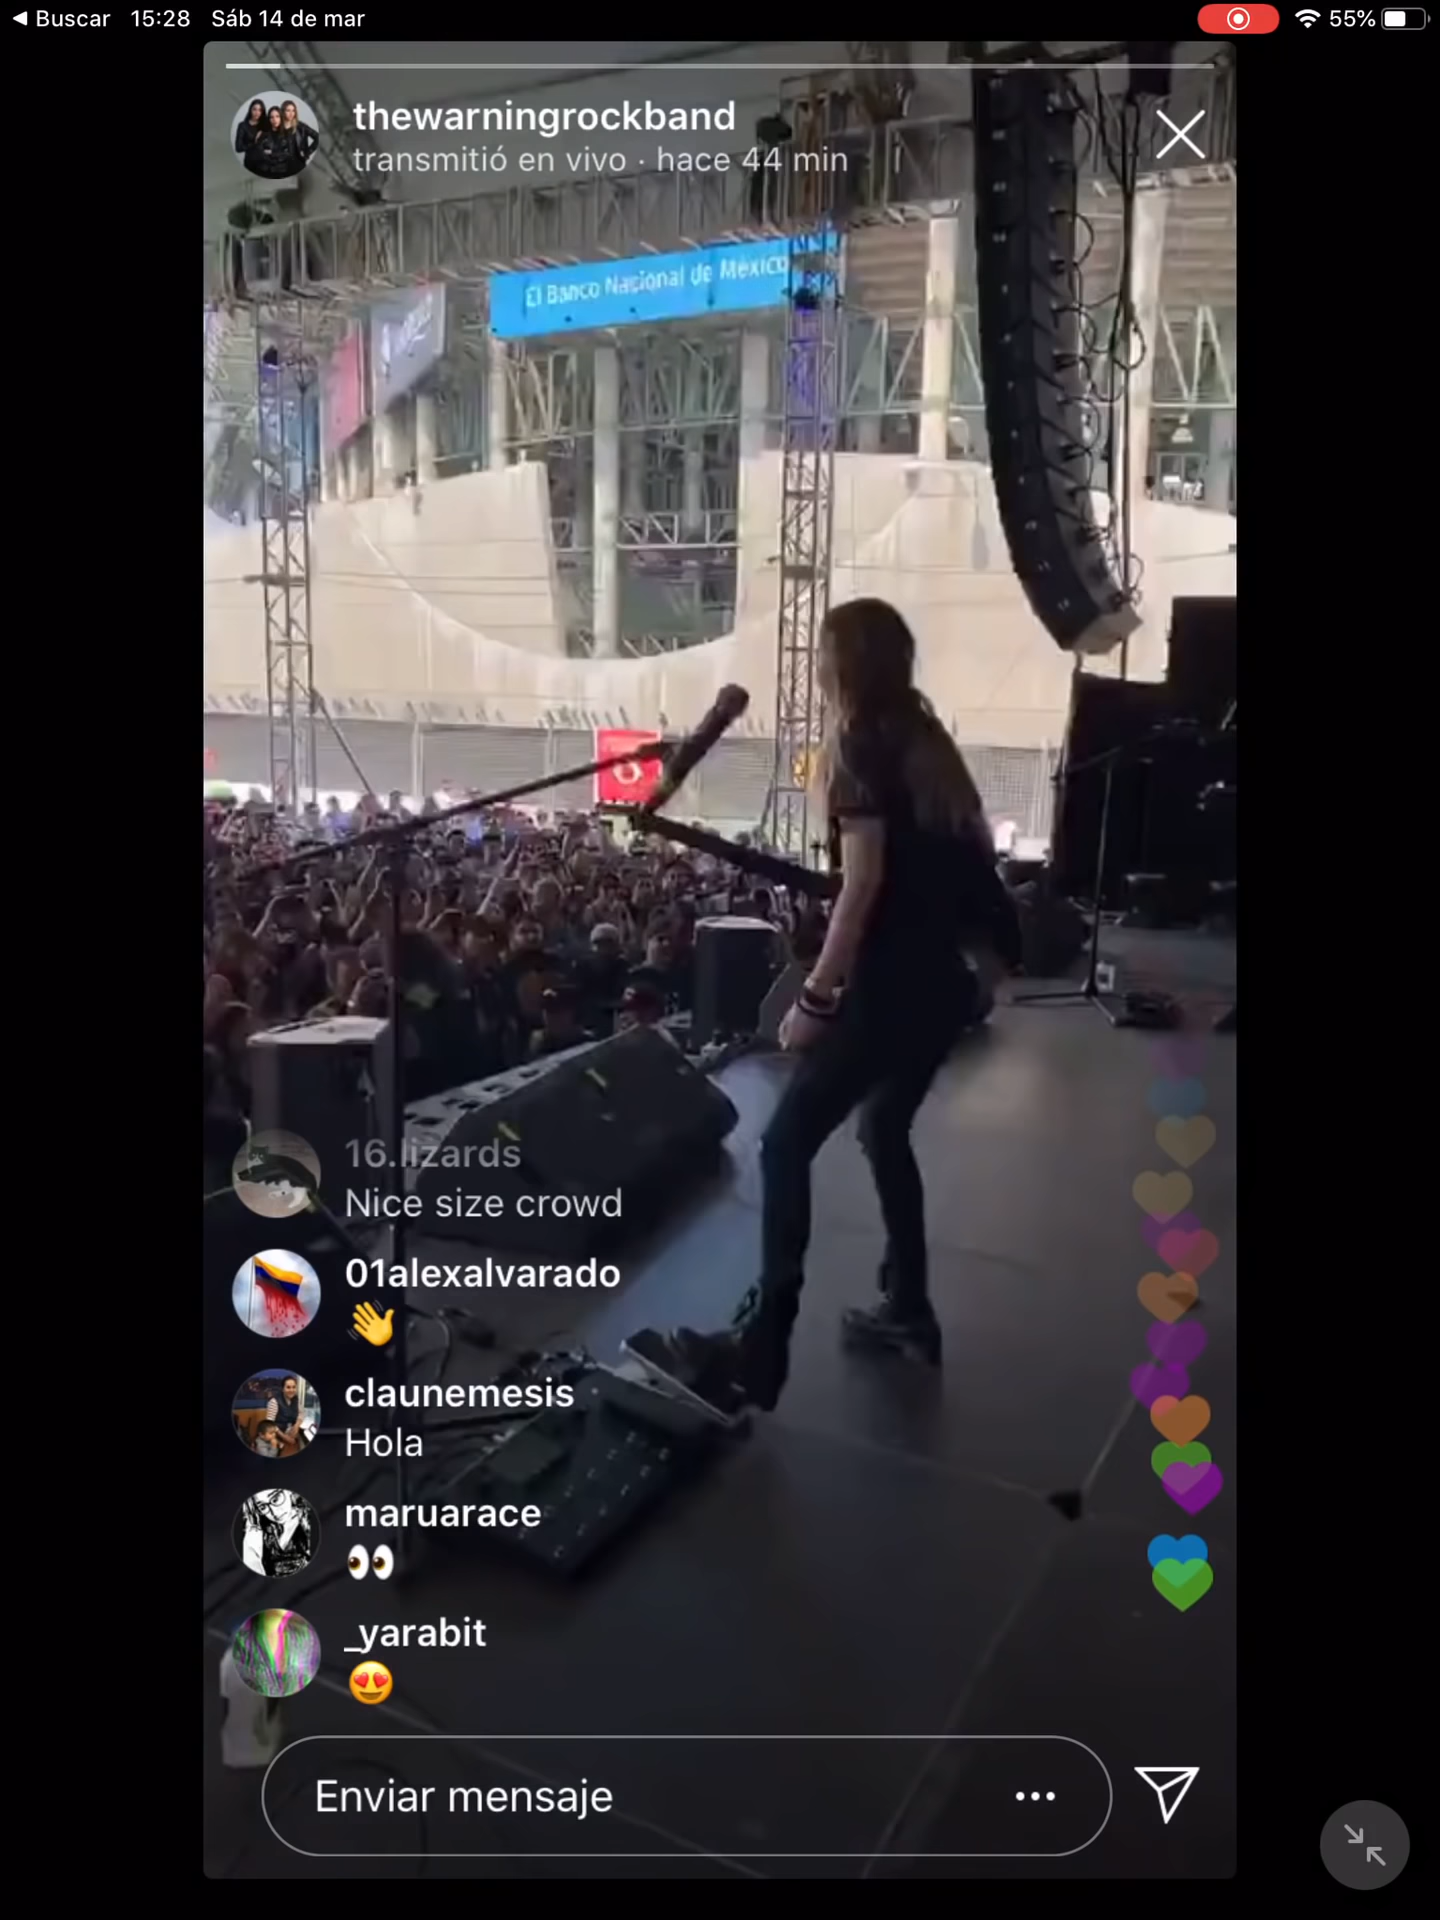 Buscar 15:28 Sáb 14 de mar 55%
thewarningrockband
transmitió en vivo · hace 44 min
El Banco Nacional de México
16.lizards
Nice size crowd
01alexalvarado
👋
claunemesis
Hola
maruarace
👀
_yarabit
😍
Enviar mensaje